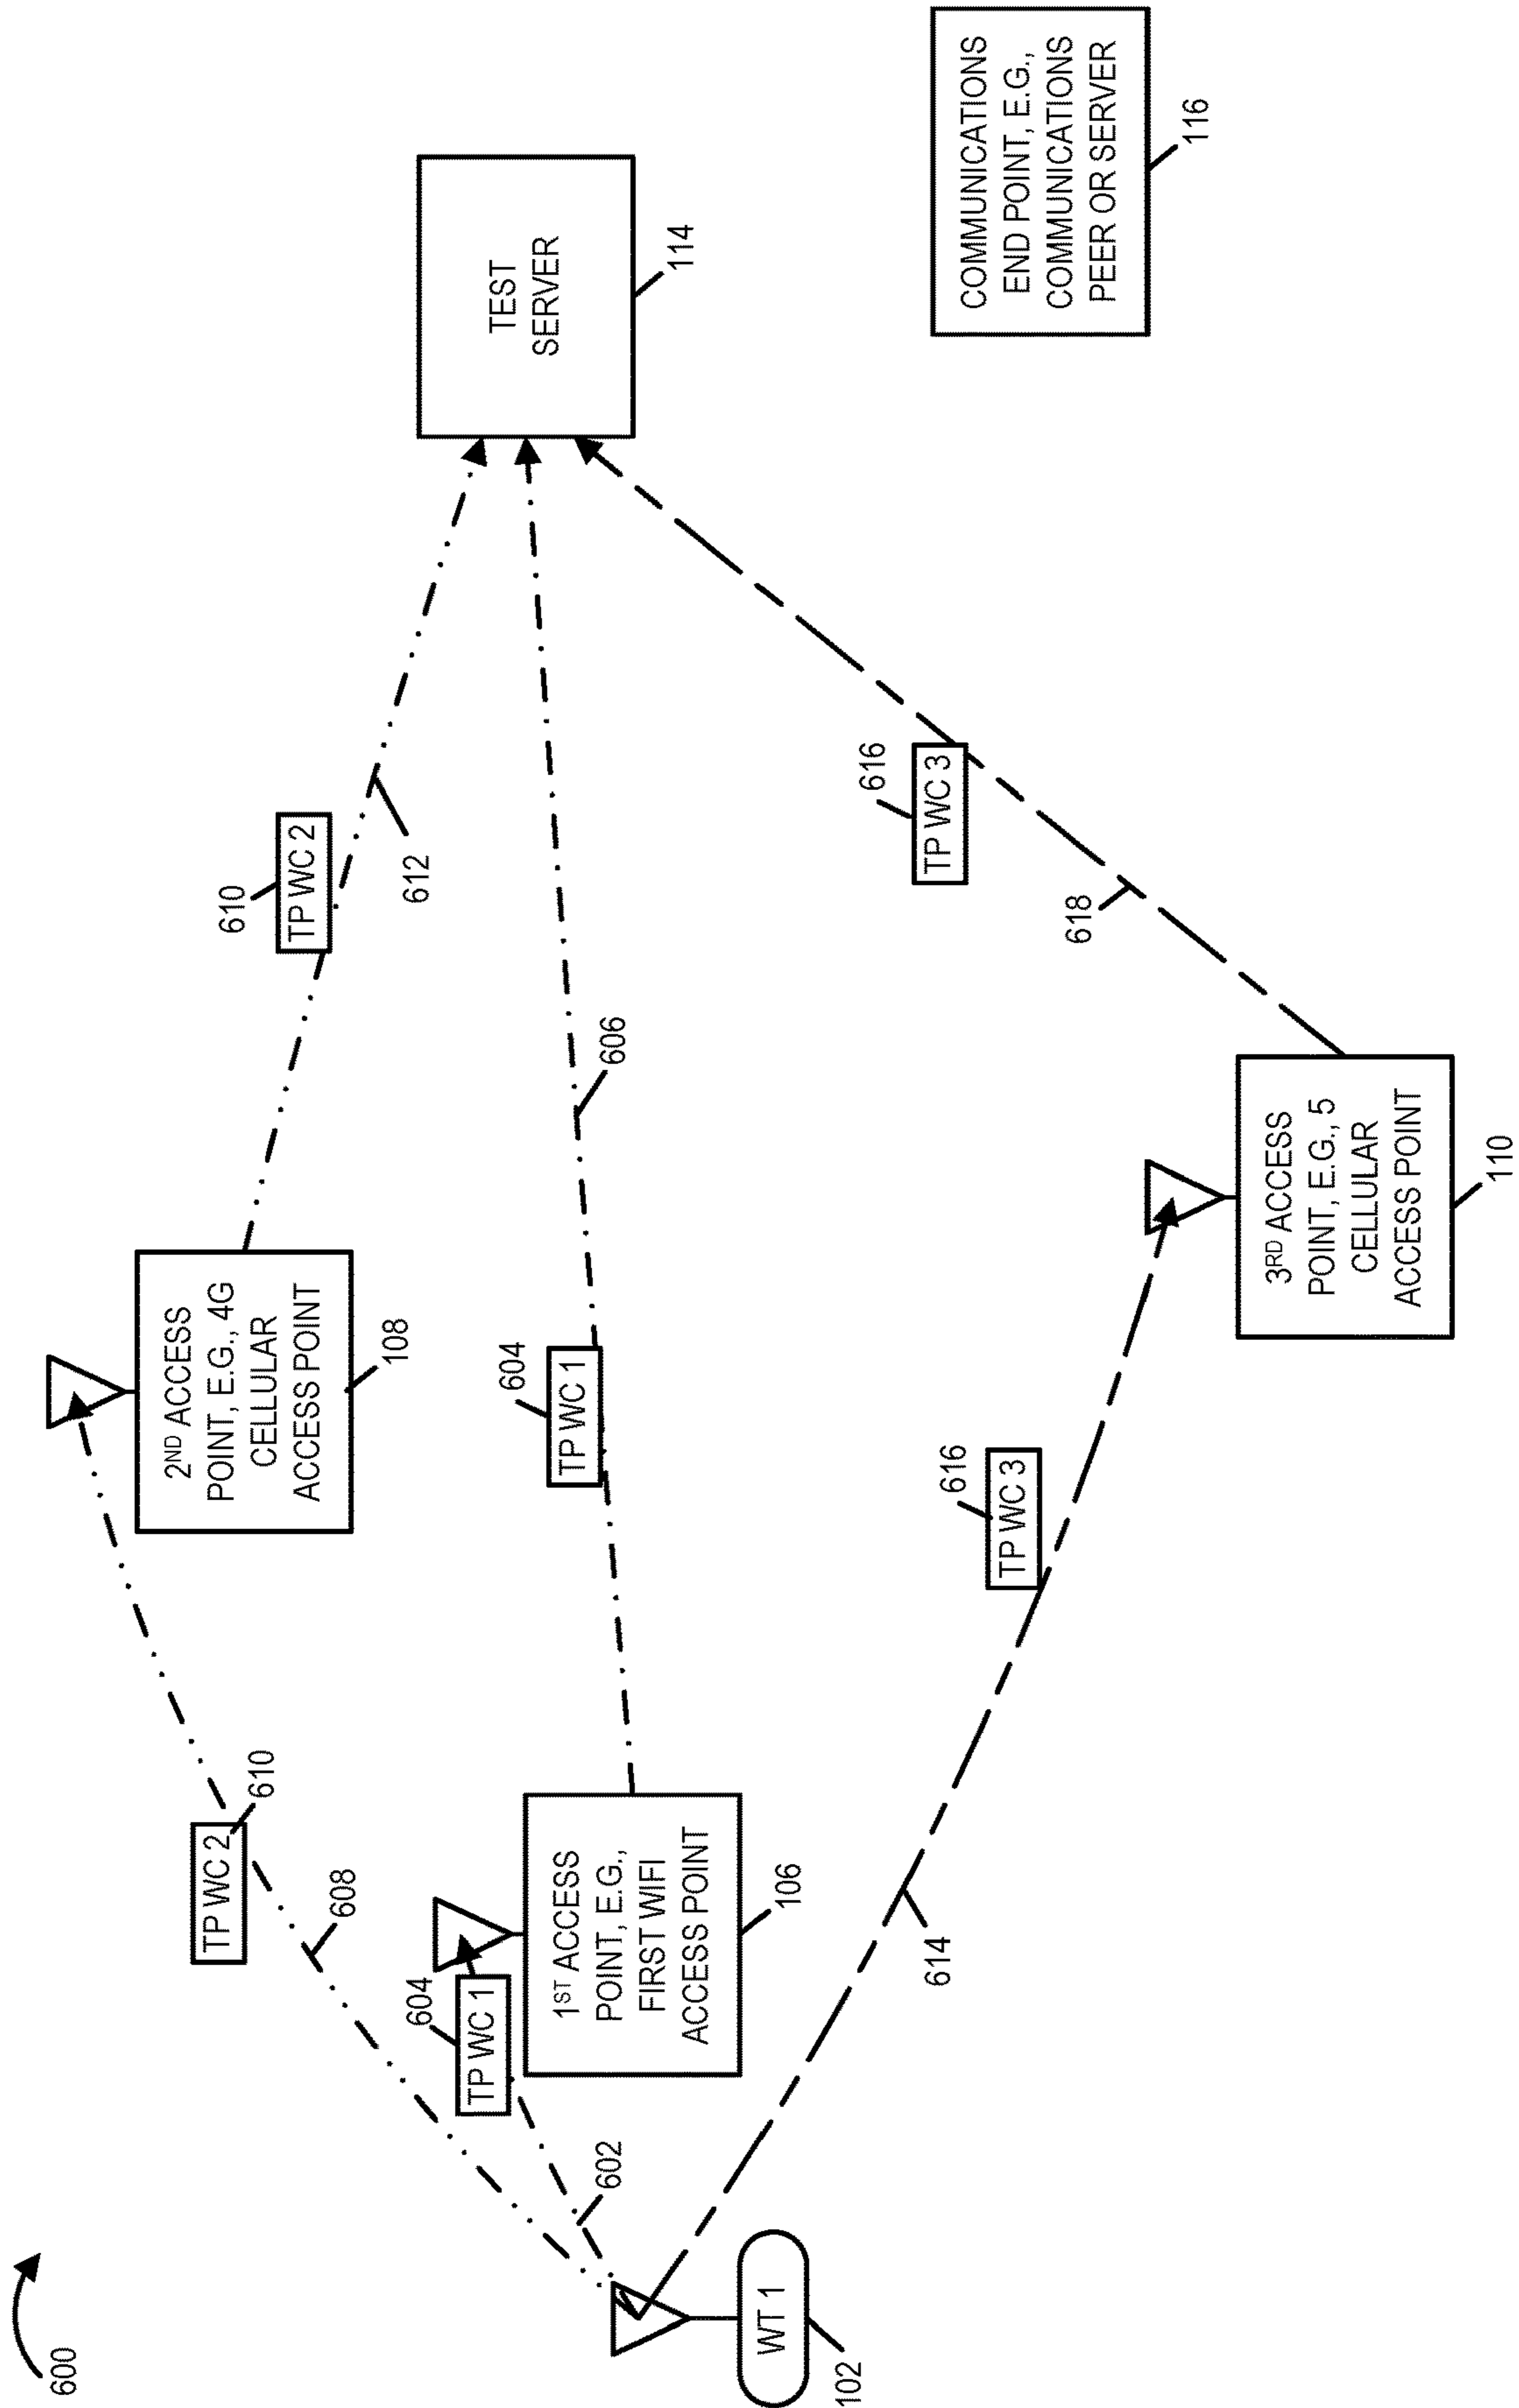 600
TP WC 2
610
608
2ND ACCESS
POINT, E.G., 4G
CELLULAR
ACCESS POINT
108
610
TP WC 2
612
TEST
SERVER
114
604
TP WC 1
602
1ST ACCESS
POINT, E.G.,
FIRST WIFI
ACCESS POINT
106
604
TP WC 1
606
WT 1
102
614
616
TP WC 3
3RD ACCESS
POINT, E.G., 5
CELLULAR
ACCESS POINT
110
616
TP WC 3
618
COMMUNICATIONS
END POINT, E.G.,
COMMUNICATIONS
PEER OR SERVER
116